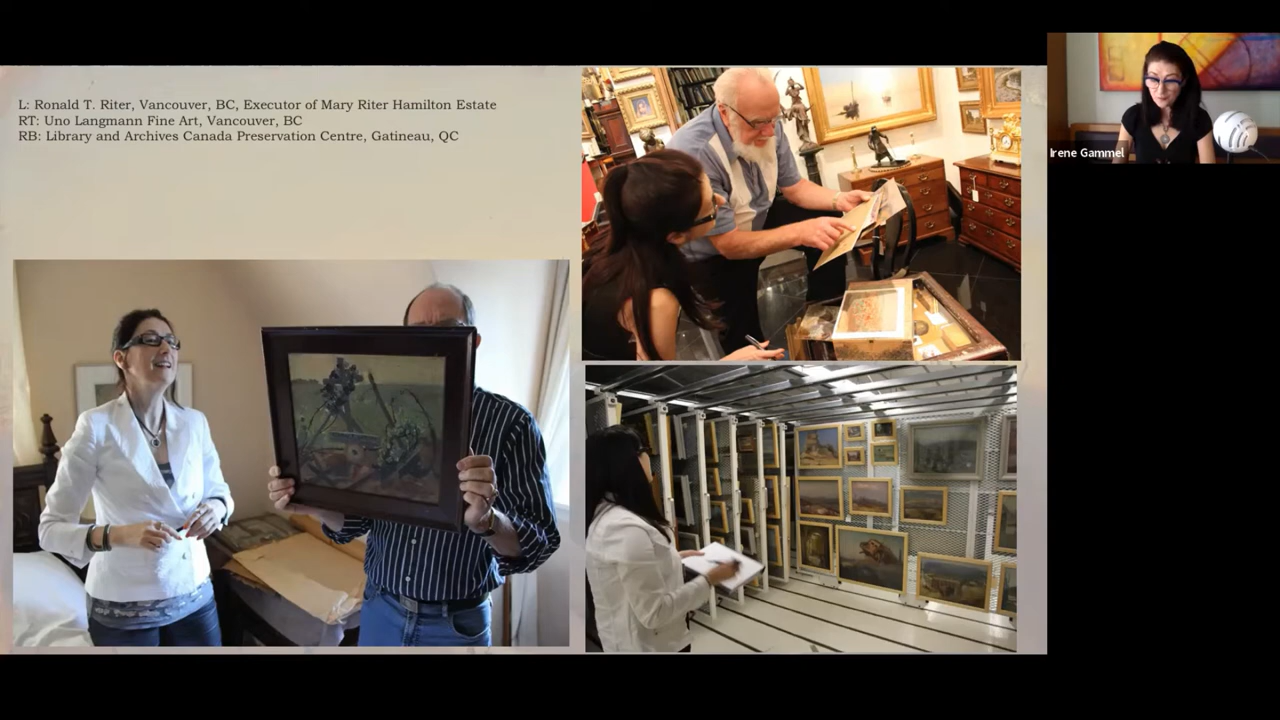 L: Ronald T. Riter, Vancouver, BC, Executor of Mary Riter Hamilton Estate
RT: Uno Langmann Fine Art, Vancouver, BC
RB: Library and Archives Canada Preservation Centre, Gatineau, QC
Irene Gammel